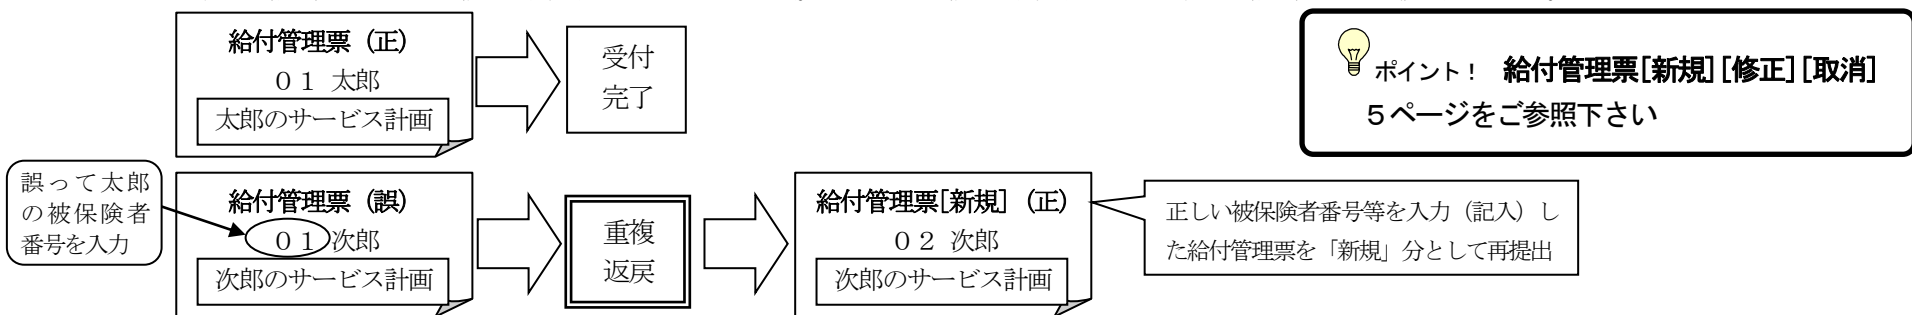 給付管理票（正）
０１ 太郎
太郎のサービス計画
受付
完了
ポイント！ 給付管理票[新規][修正][取消]
５ページをご参照下さい
誤って太郎
の被保険者
番号を入力
給付管理票（誤）
０１ 次郎
次郎のサービス計画
重複
返戻
給付管理票[新規]（正）
０２ 次郎
次郎のサービス計画
正しい被保険者番号等を入力（記入）し
た給付管理票を「新規」分として再提出